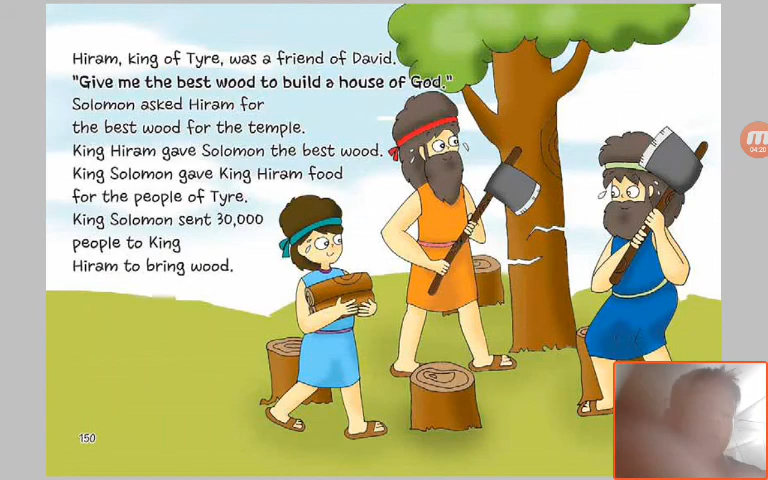 Hiram, king of Tyre, was a friend of David.
"Give me the best wood to build a house of God."
Solomon asked Hiram for
the best wood for the temple.
King Hiram gave Solomon the best wood.
King Solomon gave King Hiram food
for the people of Tyre.
King Solomon sent 30,000
people to King
Hiram to bring wood.
150
04:20